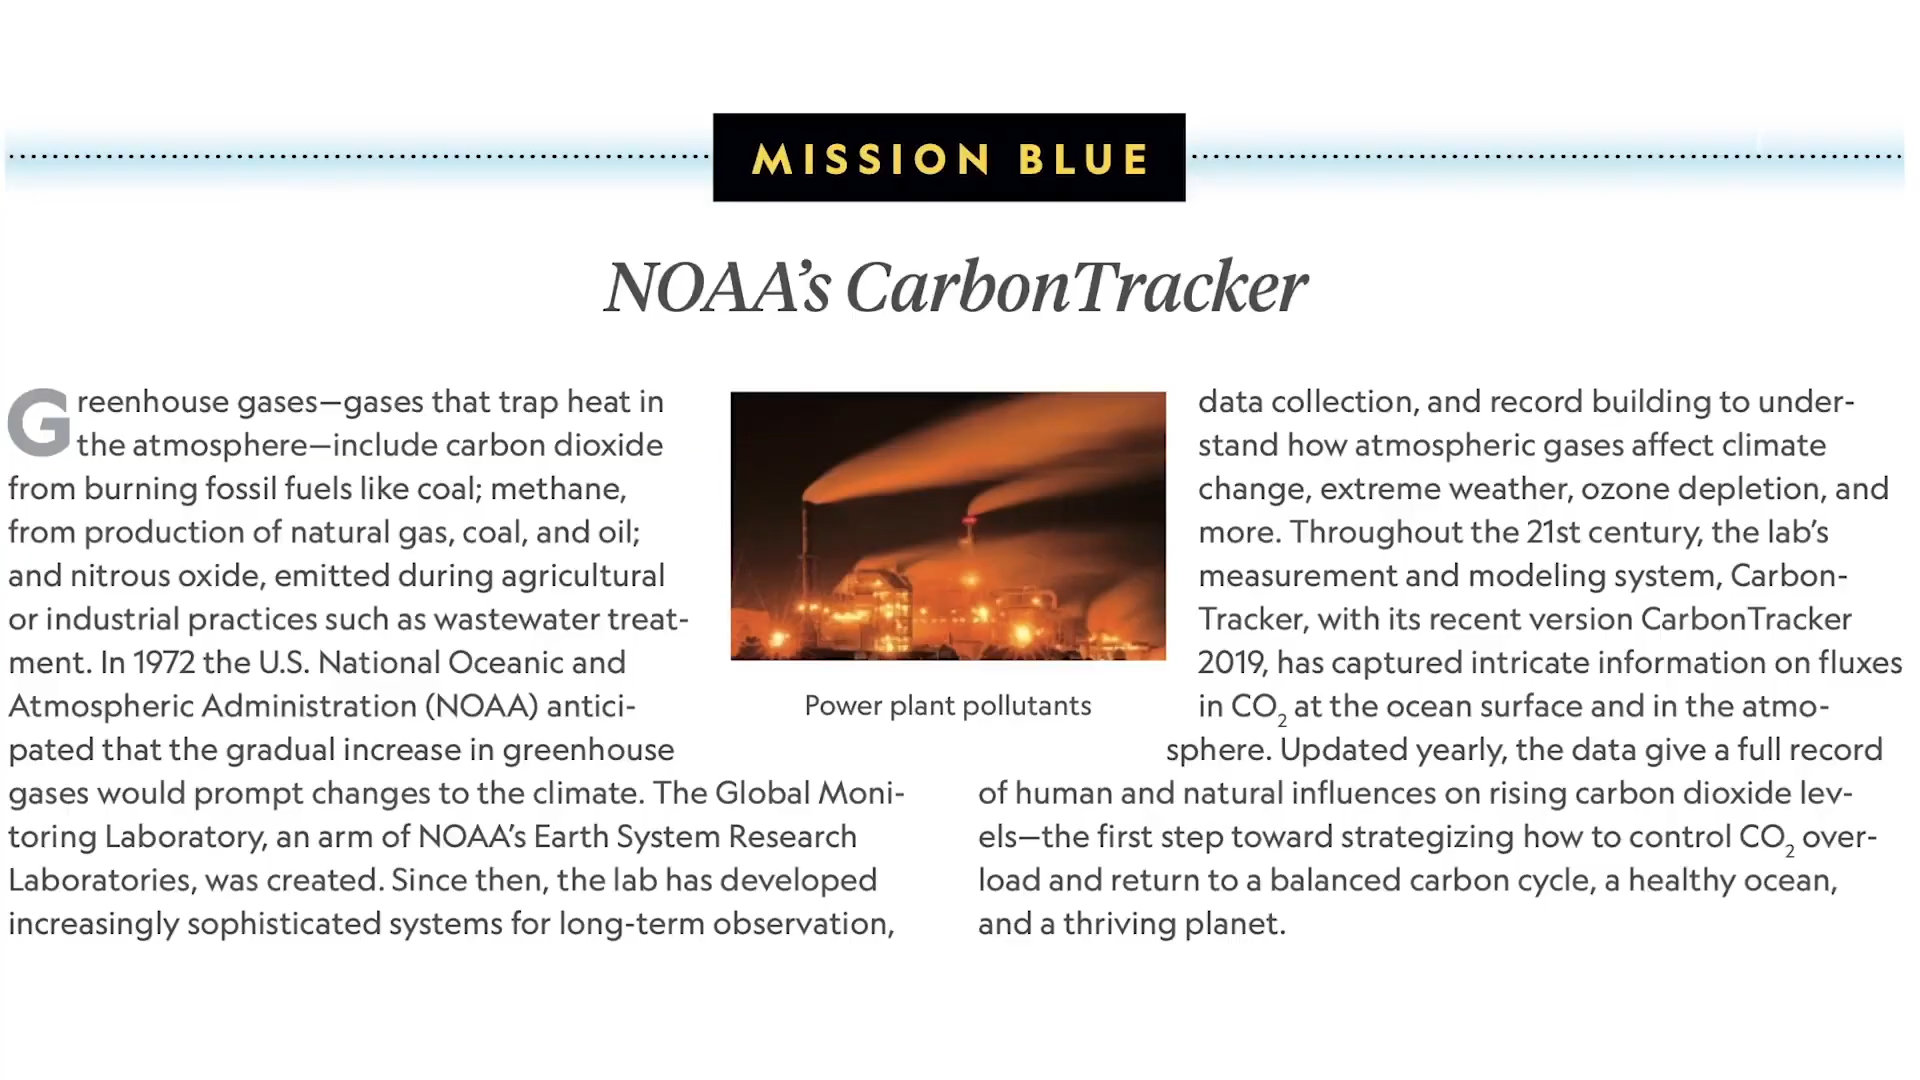 MISSION BLUE
NOAA's CarbonTracker
Greenhouse gases—gases that trap heat in
the atmosphere—include carbon dioxide
from burning fossil fuels like coal; methane,
from production of natural gas, coal, and oil;
and nitrous oxide, emitted during agricultural
or industrial practices such as wastewater treat-
ment. In 1972 the U.S. National Oceanic and
Atmospheric Administration (NOAA) antici-
pated that the gradual increase in greenhouse
gases would prompt changes to the climate. The Global Moni-
toring Laboratory, an arm of NOAA's Earth System Research
Laboratories, was created. Since then, the lab has developed
increasingly sophisticated systems for long-term observation,
Power plant pollutants
data collection, and record building to under-
stand how atmospheric gases affect climate
change, extreme weather, ozone depletion, and
more. Throughout the 21st century, the lab's
measurement and modeling system, Carbon-
Tracker, with its recent version CarbonTracker
2019, has captured intricate information on fluxes
in CO₂ at the ocean surface and in the atmo-
sphere. Updated yearly, the data give a full record
of human and natural influences on rising carbon dioxide lev-
els—the first step toward strategizing how to control CO₂ over-
load and return to a balanced carbon cycle, a healthy ocean,
and a thriving planet.